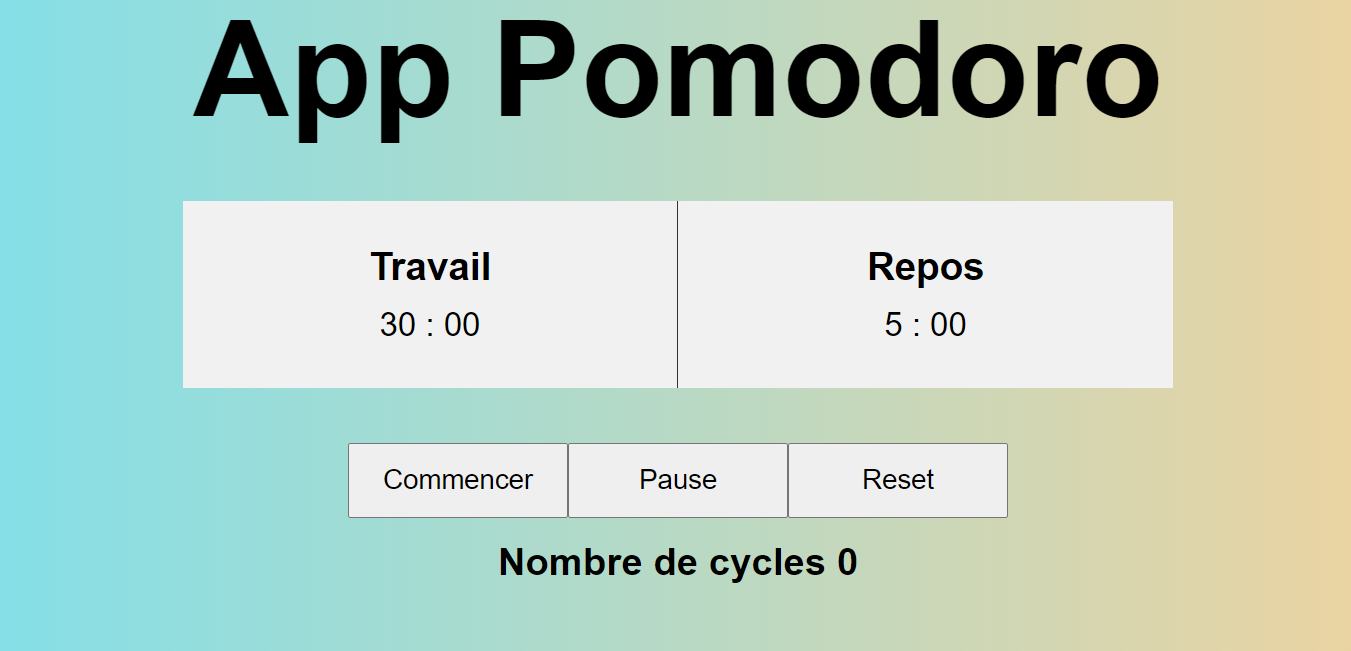 App Pomodoro
Travail
30 : 00
Repos
5 : 00
Commencer
Pause
Reset
Nombre de cycles 0